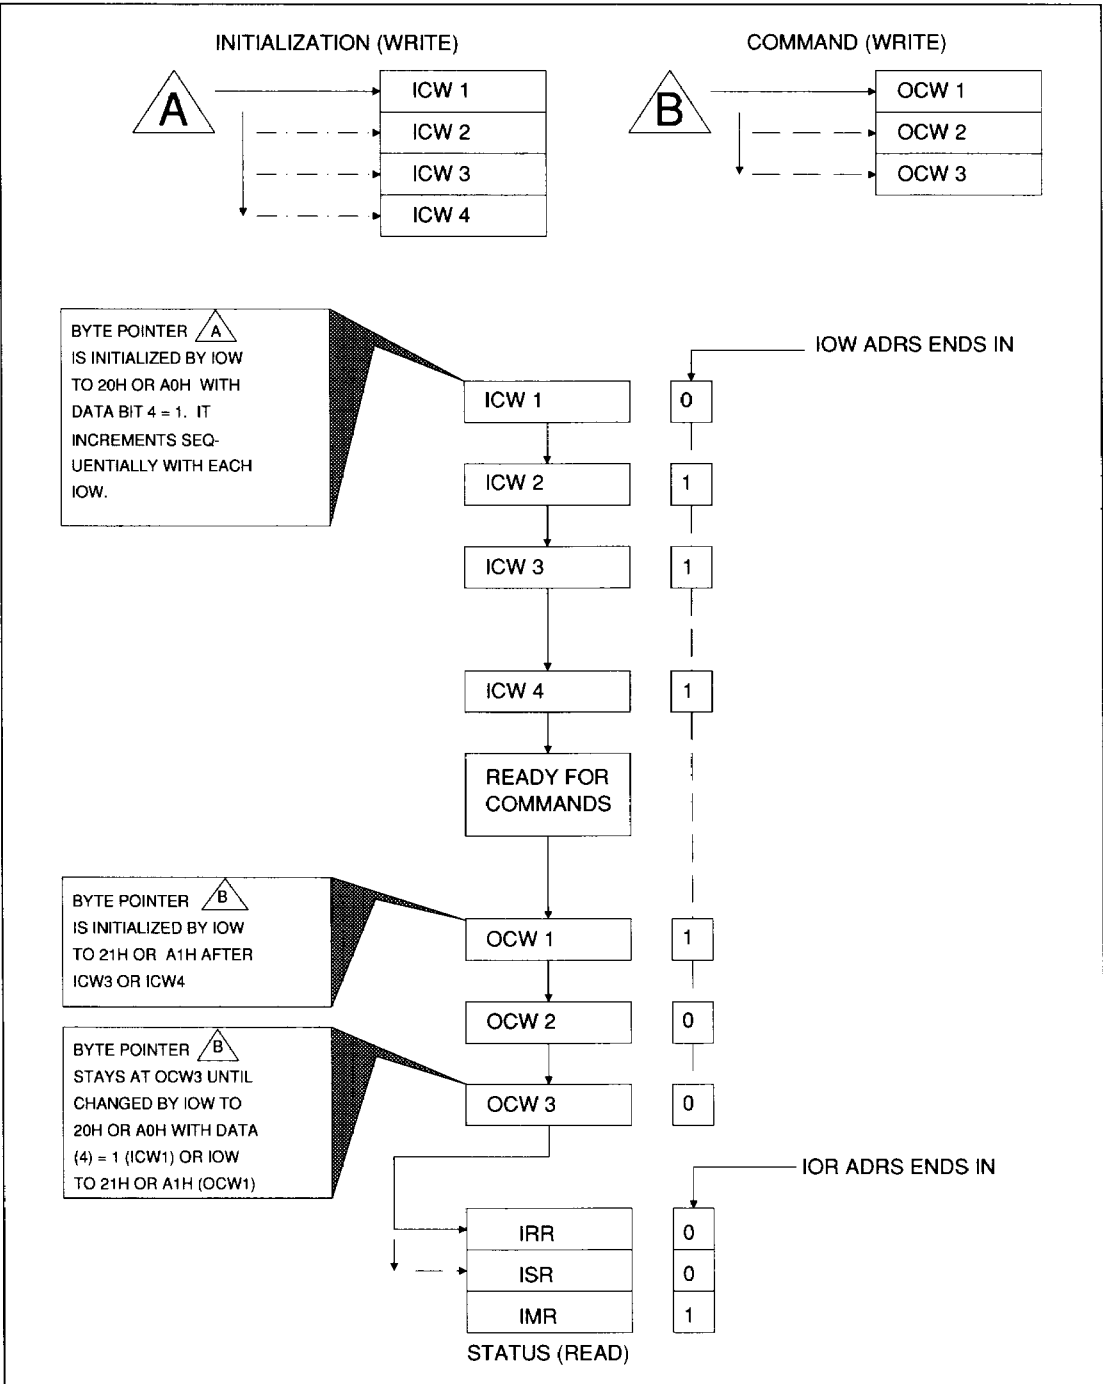 INITIALIZATION (WRITE)
COMMAND (WRITE)
A
ICW 1
ICW 2
ICW 3
ICW 4
B
OCW 1
OCW 2
OCW 3
BYTE POINTER A
IS INITIALIZED BY IOW
TO 20H OR A0H WITH
DATA BIT 4 = 1. IT
INCREMENTS SEQ-
UENTIALLY WITH EACH
IOW.
IOW ADRS ENDS IN
ICW 1 0
ICW 2 1
ICW 3 1
ICW 4 1
READY FOR
COMMANDS
BYTE POINTER B
IS INITIALIZED BY IOW
TO 21H OR A1H AFTER
ICW3 OR ICW4
OCW 1 1
OCW 2 0
BYTE POINTER B
STAYS AT OCW3 UNTIL
CHANGED BY IOW TO
20H OR A0H WITH DATA
(4) = 1 (ICW1) OR IOW
TO 21H OR A1H (OCW1)
OCW 3 0
IOR ADRS ENDS IN
IRR 0
ISR 0
IMR 1
STATUS (READ)